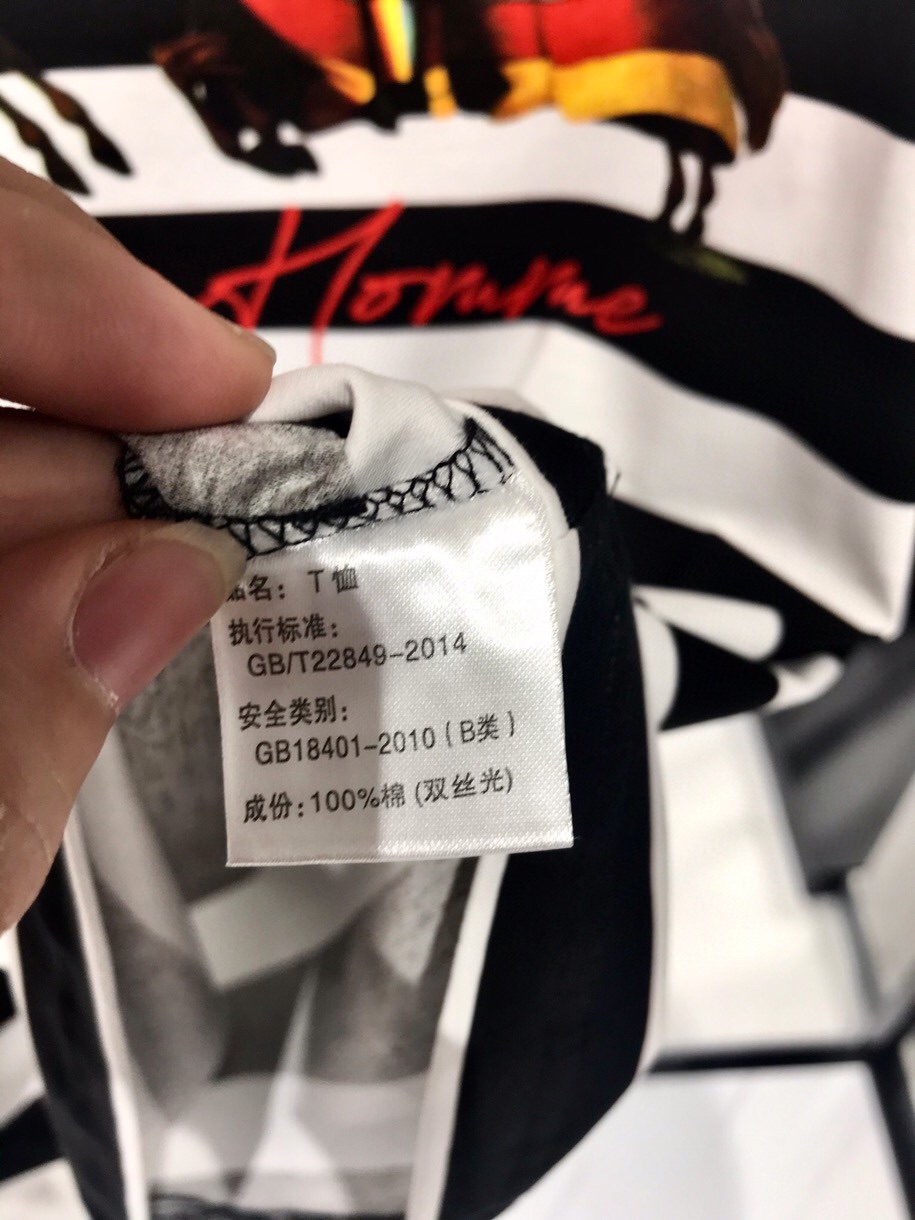 Homme
品名：T恤
执行标准：
GB/T22849-2014
安全类别：
GB18401-2010（B类）
成份：100%棉（双丝光）